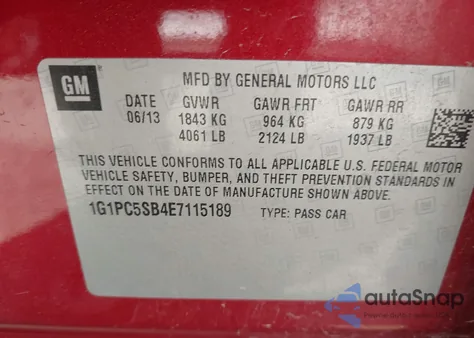 GM
MFD BY GENERAL MOTORS LLC
DATE GVWR GAWR FRT GAWR RR
06/13 1843 KG 964 KG 879 KG
4061 LB 2124 LB 1937 LB
THIS VEHICLE CONFORMS TO ALL APPLICABLE U.S. FEDERAL MOTOR
VEHICLE SAFETY, BUMPER, AND THEFT PREVENTION STANDARDS IN
EFFECT ON THE DATE OF MANUFACTURE SHOWN ABOVE.
1G1PC5SB4E7115189 TYPE: PASS CAR
autoSnap